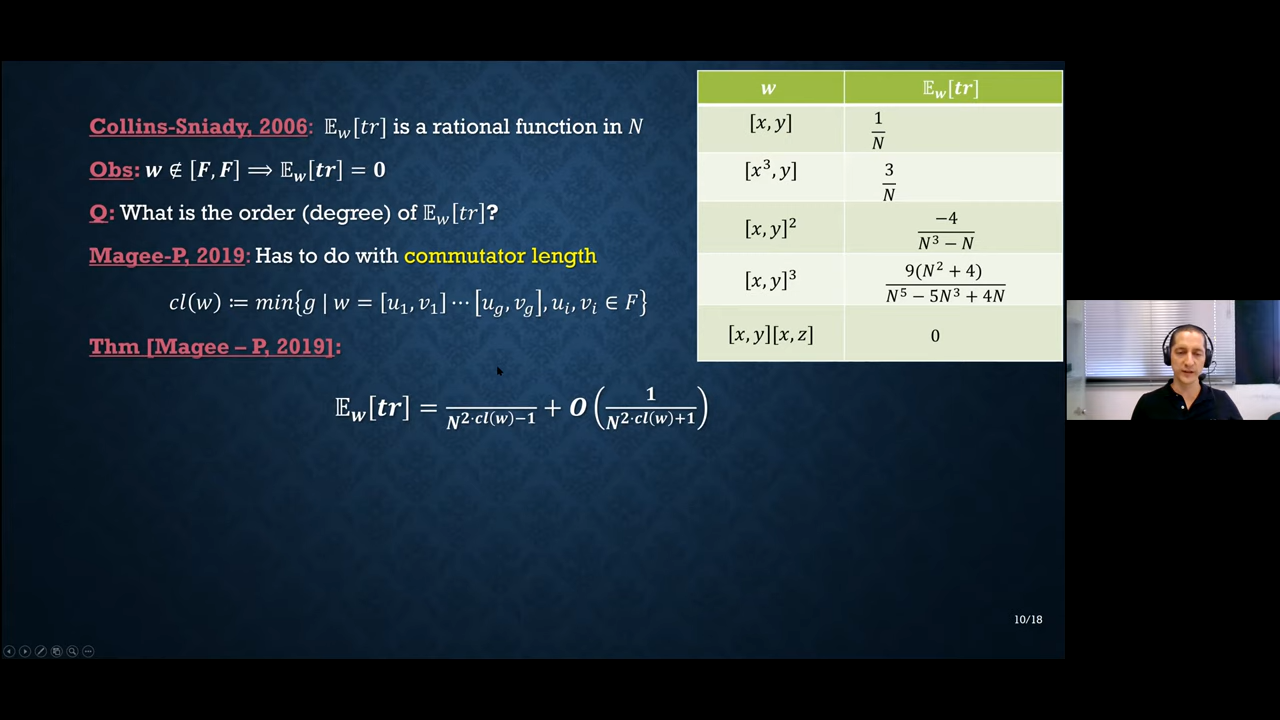 Collins-Sniady, 2006: 𝔼_w[tr] is a rational function in N
Obs: w ∉ [F, F] ⟹ 𝔼_w[tr] = 0
Q: What is the order (degree) of 𝔼_w[tr]?
Magee-P, 2019: Has to do with commutator length
cl(w) ≔ min{g | w = [u_1, v_1] ⋯ [u_g, v_g], u_i, v_i ∈ F}
Thm [Magee – P, 2019]:
𝔼_w[tr] = /N^{2·cl(w)−1} + O(1/N^{2·cl(w)+1})
w 𝔼_w[tr]
[x, y] 1/N
[x^3, y] 3/N
[x, y]^2 −4/(N^3 − N)
[x, y]^3 9(N^2 + 4)/(N^5 − 5N^3 + 4N)
[x, y][x, z] 0
10/18